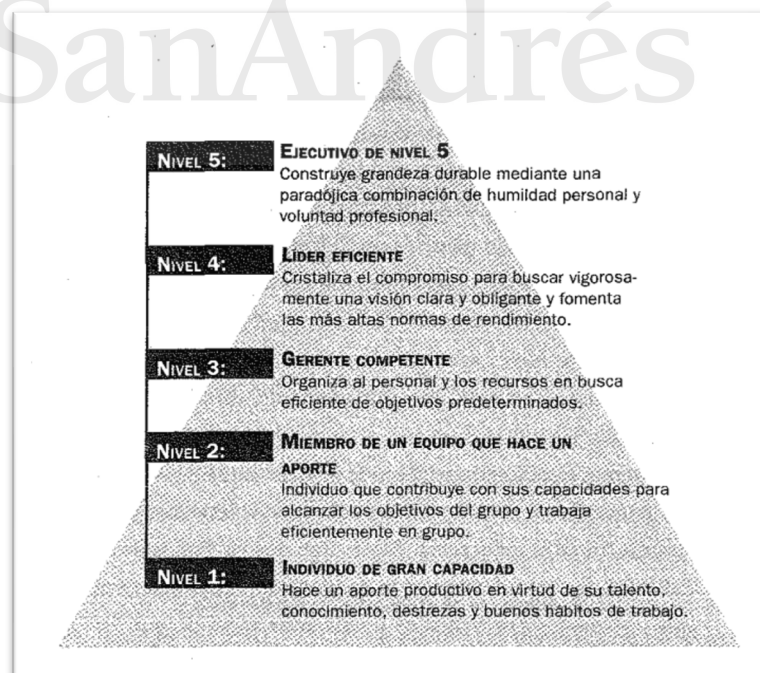 SanAndrés
NIVEL 5:
EJECUTIVO DE NIVEL 5
Construye grandeza durable mediante una
paradójica combinación de humildad personal y
voluntad profesional.
NIVEL 4:
LÍDER EFICIENTE
Cristaliza el compromiso para buscar vigorosa-
mente una visión clara y obligante y fomenta
las más altas normas de rendimiento.
NIVEL 3:
GERENTE COMPETENTE
Organiza al personal y los recursos en busca
eficiente de objetivos predeterminados.
NIVEL 2:
MIEMBRO DE UN EQUIPO QUE HACE UN
APORTE
Individuo que contribuye con sus capacidades para
alcanzar los objetivos del grupo y trabaja
eficientemente en grupo.
NIVEL 1:
INDIVIDUO DE GRAN CAPACIDAD
Hace un aporte productivo en virtud de su talento,
conocimiento, destrezas y buenos hábitos de trabajo.